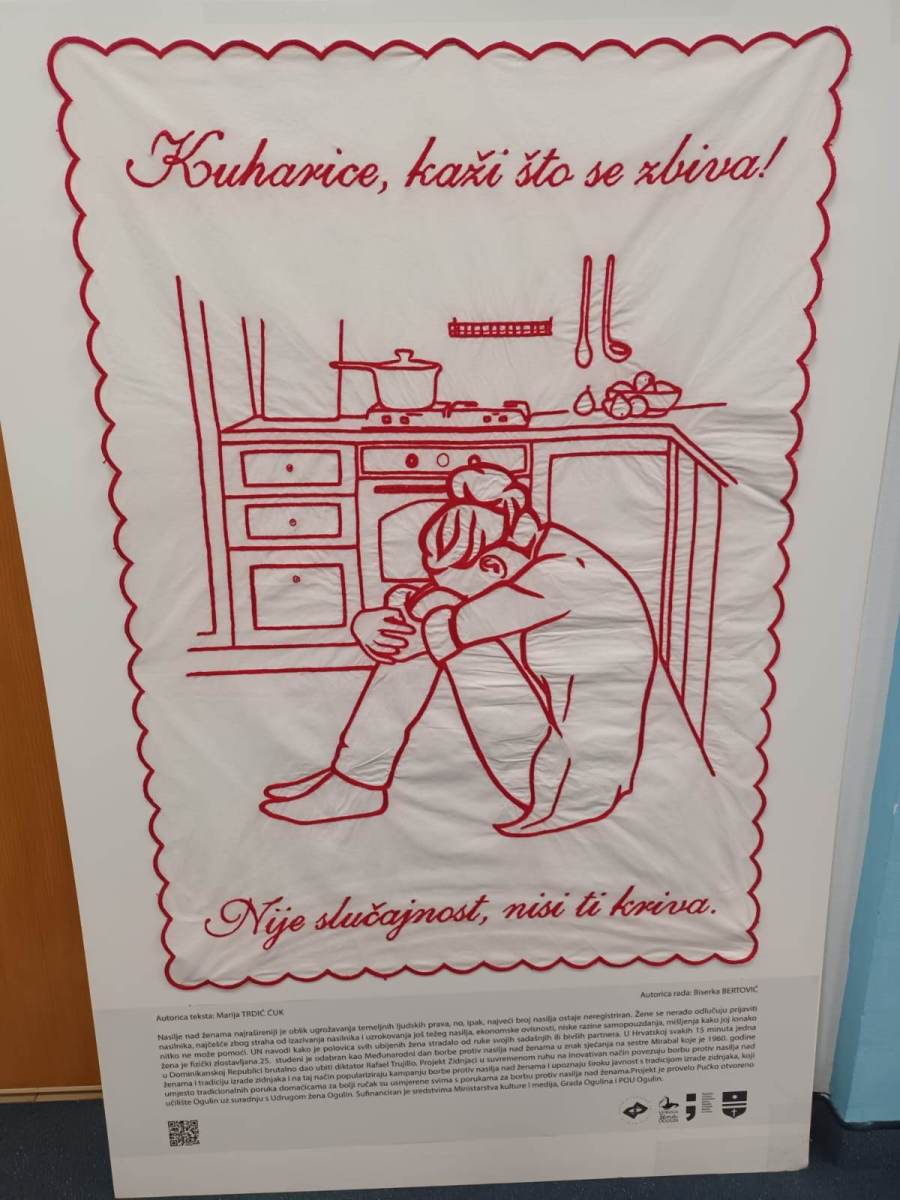 Kuharice, kaži što se zbiva!
Nije slučajnost, nisi ti kriva.
Autorica teksta: Marija TRDIĆ ČUK
Autorica rada: Biserka BERTOVIĆ
Nasilje nad ženama najrašireniji je oblik ugrožavanja temeljnih ljudskih prava, no, ipak, najveći broj nasilja ostaje neregistriran. Žene se nerado odlučuju prijaviti
nasilnika, najčešće zbog straha od izazivanja nasilnika i uzrokovanja još težeg nasilja, ekonomske ovisnosti, niske razine samopouzdanja, mišljenja kako joj ionako
nitko ne može pomoći. UN navodi kako je polovica svih ubijenih žena stradalo od ruke svojih sadašnjih ili bivših partnera. U Hrvatskoj svakih 15 minuta jedna
žena je fizički zlostavljana. 25. studeni je odabran kao Međunarodni dan borbe protiv nasilja nad ženama u znak sjećanja na sestre Mirabal koje je 1960. godine
u Dominikanskoj Republici brutalno dao ubiti diktator Rafael Trujillo. Projekt Zidnjaci u suvremenom ruhu na inovativan način povezuju borbu protiv nasilja nad
ženama i tradiciju izrade zidnjaka i na taj način populariziraju kampanju borbe protiv nasilja nad ženama i upoznaju široku javnost s tradicijom izrade zidnjaka, koji
umjesto tradicionalnih poruka domaćicama za bolji ručak su usmjerene svima s porukama za borbu protiv nasilja nad ženama.Projekt je provelo Pučko otvoreno
učilište Ogulin uz suradnju s Udrugom žena Ogulin. Sufinanciran je sredstvima Ministarstva kulture i medija, Grada Ogulina i POU Ogulin.